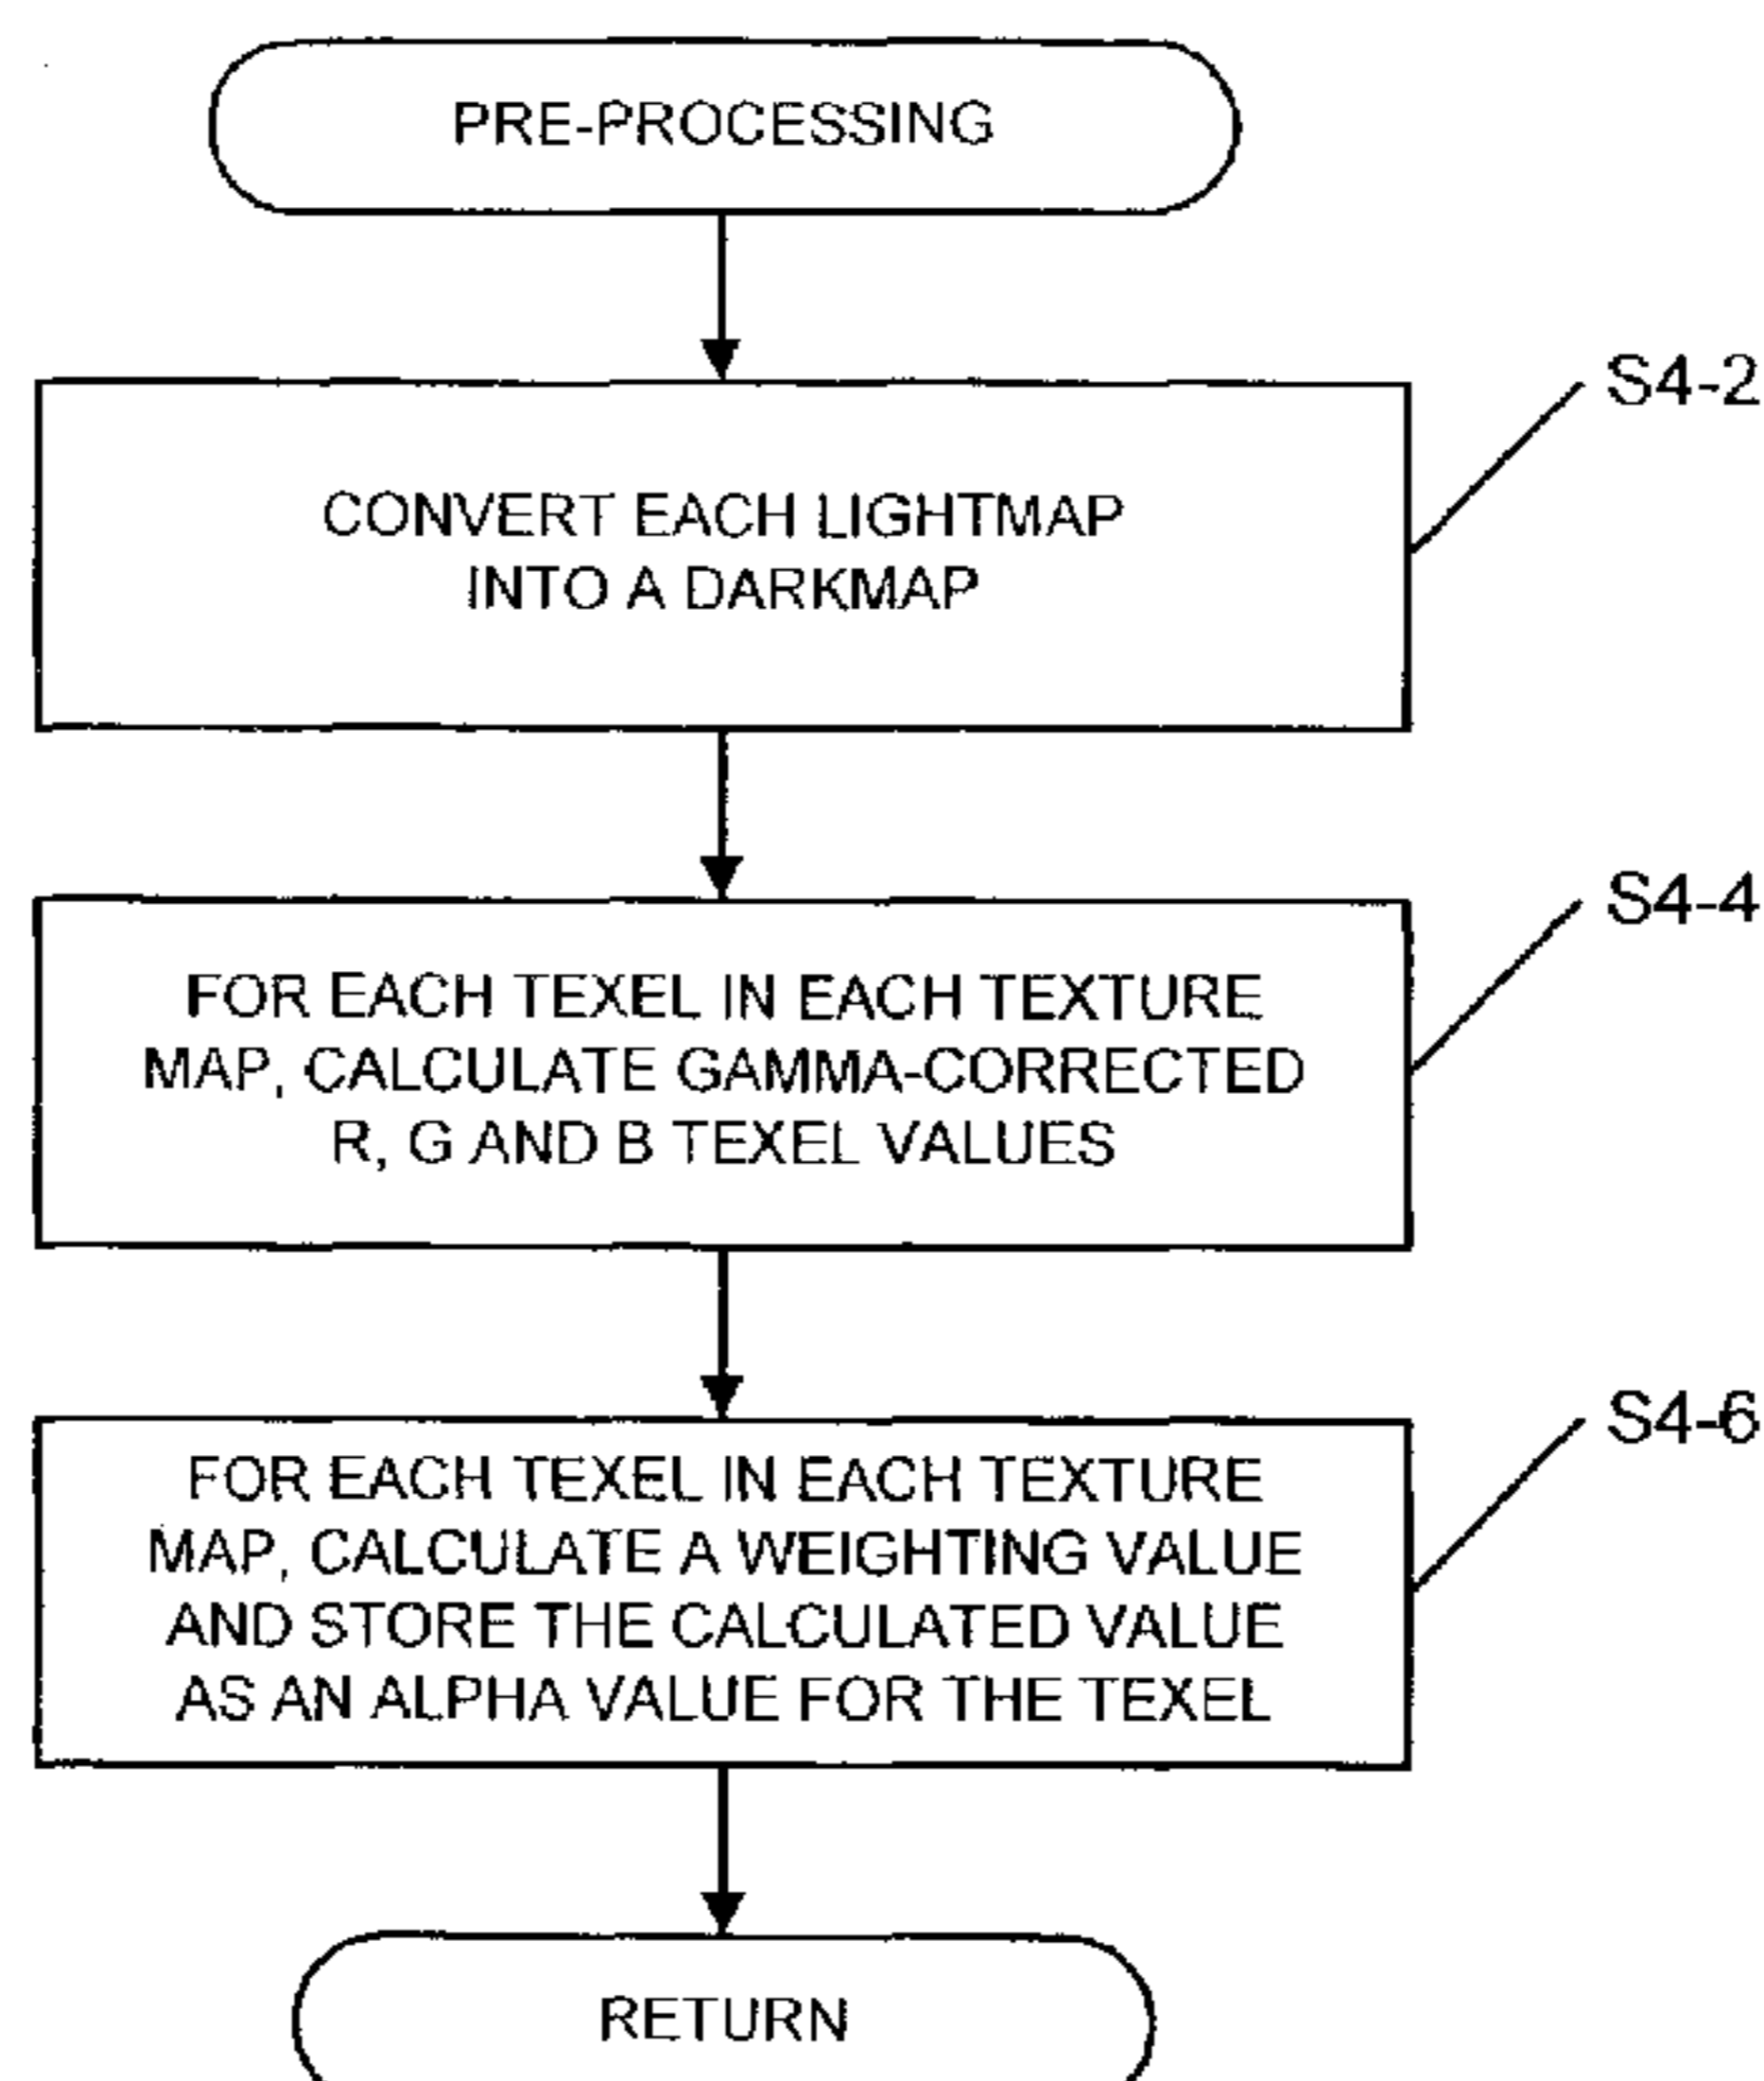 PRE-PROCESSING
S4-2
CONVERT EACH LIGHTMAP
INTO A DARKMAP
S4-4
FOR EACH TEXEL IN EACH TEXTURE
MAP, CALCULATE GAMMA-CORRECTED
R, G AND B TEXEL VALUES
S4-6
FOR EACH TEXEL IN EACH TEXTURE
MAP, CALCULATE A WEIGHTING VALUE
AND STORE THE CALCULATED VALUE
AS AN ALPHA VALUE FOR THE TEXEL
RETURN